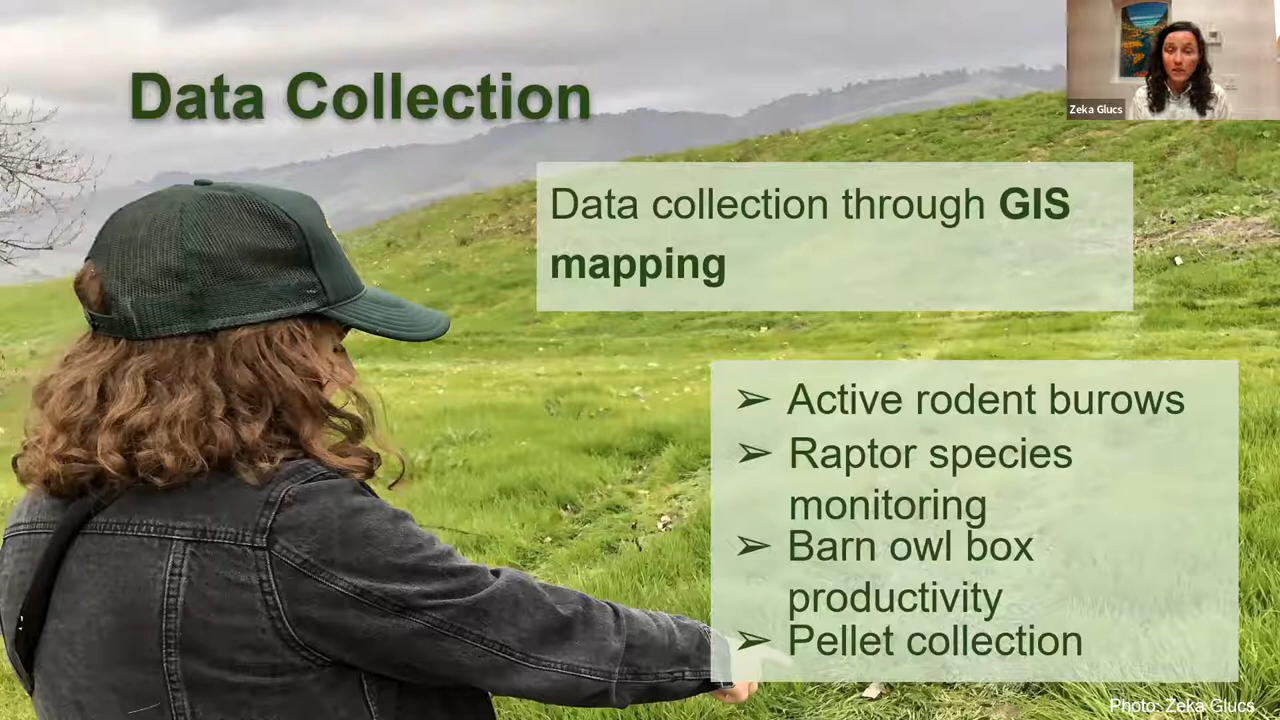 Data Collection
Zeka Glucs
Data collection through GIS
mapping
➢ Active rodent burows
➢ Raptor species
monitoring
➢ Barn owl box
productivity
➢ Pellet collection
Photo: Zeka Glucs